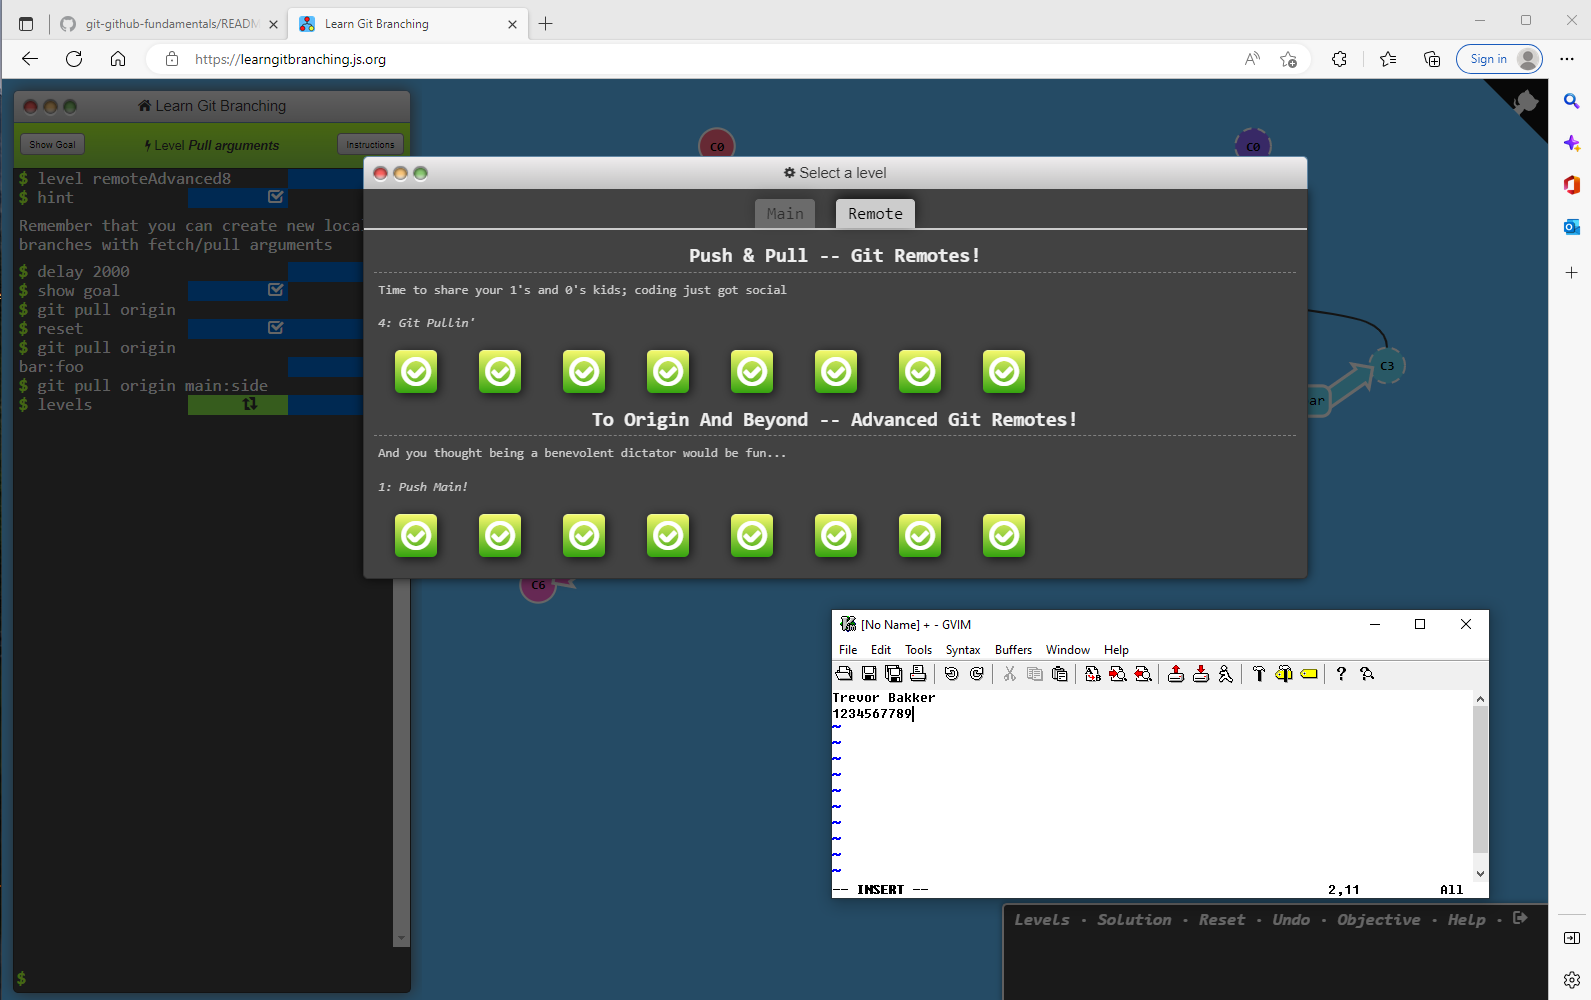 git-github-fundamentals/READM
Learn Git Branching
https://learngitbranching.js.org
Sign in
Learn Git Branching
Show Goal
Level Pull arguments
Instructions
$ level remoteAdvanced8
$ hint
Remember that you can create new loca
branches with fetch/pull arguments
$ delay 2000
$ show goal
$ git pull origin
$ reset
$ git pull origin
bar:foo
$ git pull origin main:side
$ levels
$
C0
C0
C3
ar
C6
Select a level
Main
Remote
Push & Pull -- Git Remotes!
Time to share your 1's and 0's kids; coding just got social
4: Git Pullin'
To Origin And Beyond -- Advanced Git Remotes!
And you thought being a benevolent dictator would be fun...
1: Push Main!
[No Name] + - GVIM
File Edit Tools Syntax Buffers Window Help
Trevor Bakker
1234567789
~
~
~
~
~
~
~
~
~
~
-- INSERT -- 2,11 All
Levels · Solution · Reset · Undo · Objective · Help ·